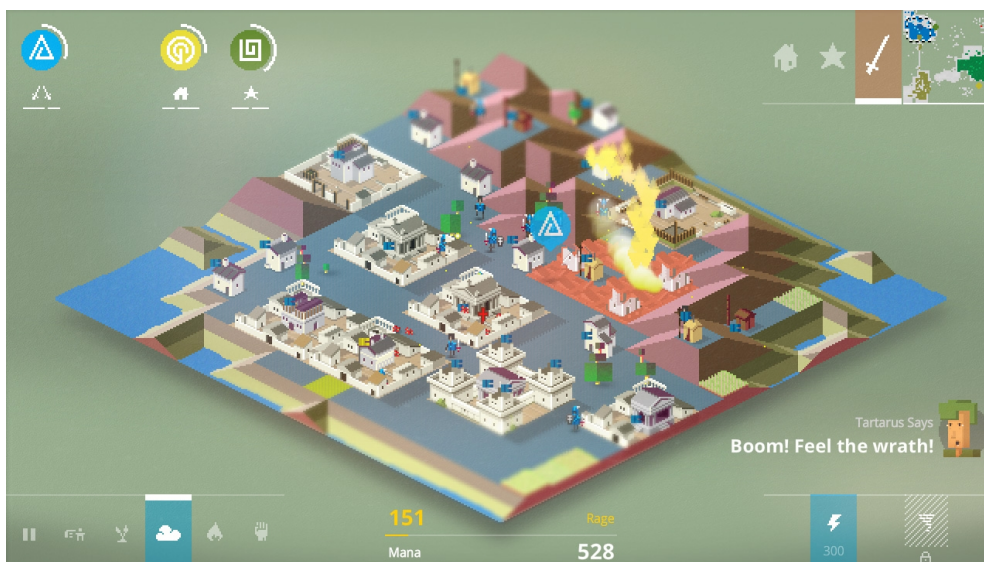 Tartarus Says
Boom! Feel the wrath!
151
Rage
Mana
528
300